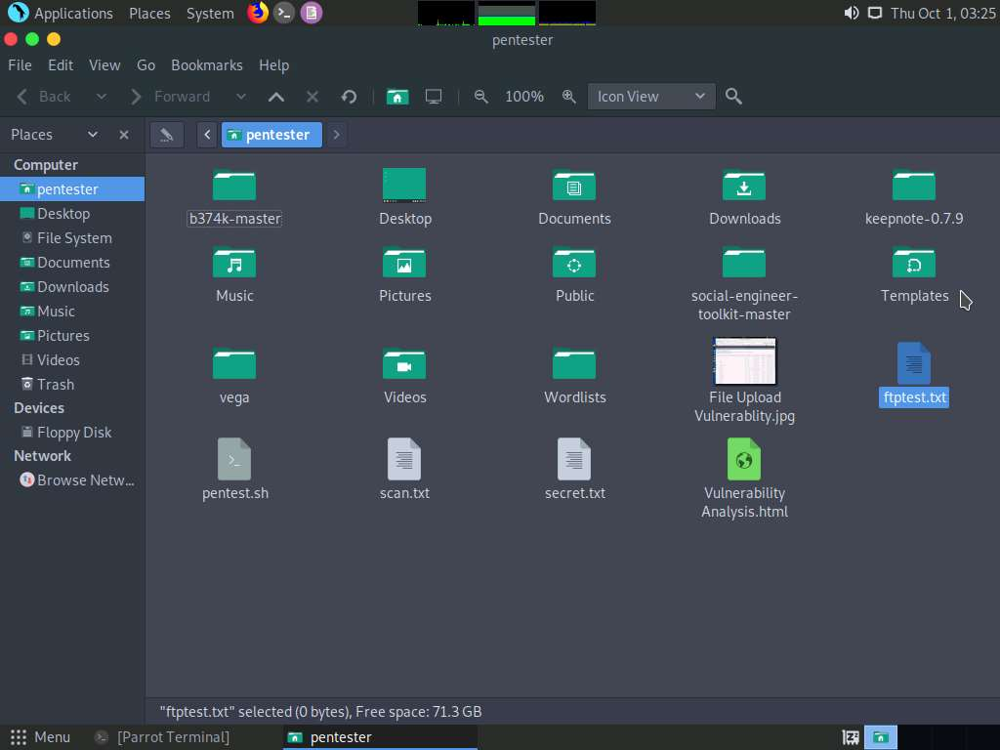 Applications Places System Thu Oct 1, 03:25
pentester
File Edit View Go Bookmarks Help
Back Forward 100% Icon View
Places pentester
Computer
pentester
Desktop
File System
Documents
Downloads
Music
Pictures
Videos
Trash
Devices
Floppy Disk
Network
Browse Netw...
b374k-master Desktop Documents Downloads keepnote-0.7.9
Music Pictures Public social-engineer- Templates
toolkit-master
vega Videos Wordlists File Upload ftptest.txt
Vulnerablity.jpg
pentest.sh scan.txt secret.txt Vulnerability
Analysis.html
"ftptest.txt" selected (0 bytes), Free space: 71.3 GB
Menu [Parrot Terminal] pentester